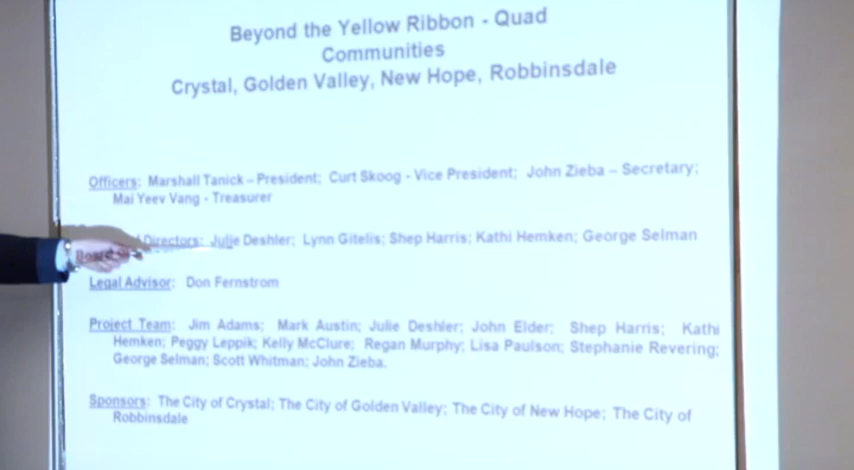 Beyond the Yellow Ribbon - Quad
Communities
Crystal, Golden Valley, New Hope, Robbinsdale
Officers: Marshall Tanick – President; Curt Skoog - Vice President; John Zieba – Secretary;
Mai Yeev Vang - Treasurer
Board of Directors: Julie Deshler; Lynn Gitelis; Shep Harris; Kathi Hemken; George Selman
Legal Advisor: Don Fernstrom
Project Team: Jim Adams; Mark Austin; Julie Deshler; John Elder; Shep Harris; Kathi
Hemken; Peggy Leppik; Kelly McClure; Regan Murphy; Lisa Paulson; Stephanie Revering;
George Selman; Scott Whitman; John Zieba.
Sponsors: The City of Crystal; The City of Golden Valley; The City of New Hope; The City of
Robbinsdale